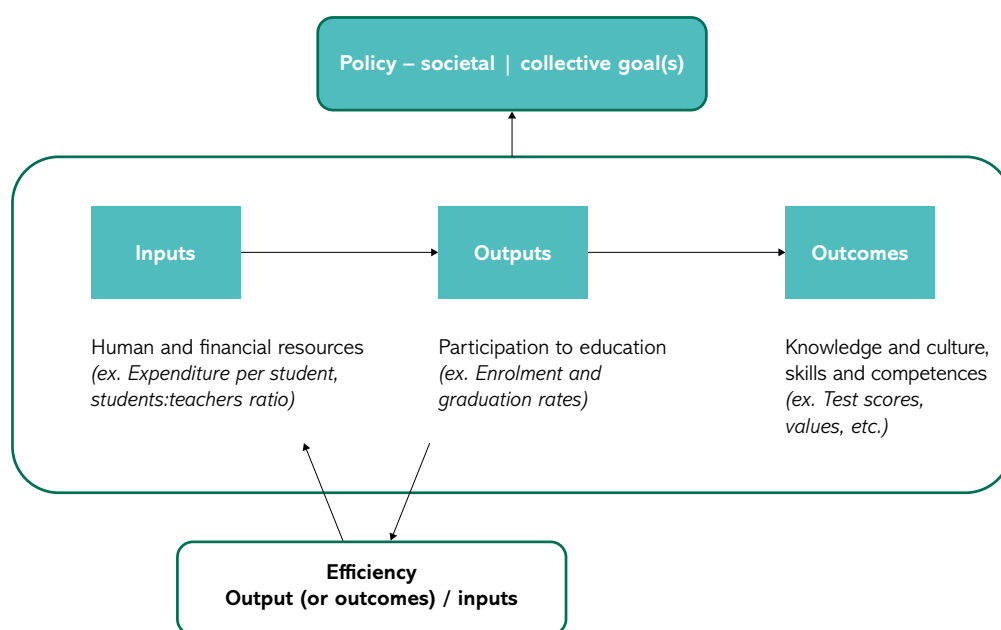 Policy – societal | collective goal(s)
Inputs
Outputs
Outcomes
Human and financial resources
(ex. Expenditure per student,
students:teachers ratio)
Participation to education
(ex. Enrolment and
graduation rates)
Knowledge and culture,
skills and competences
(ex. Test scores,
values, etc.)
Efficiency
Output (or outcomes) / inputs